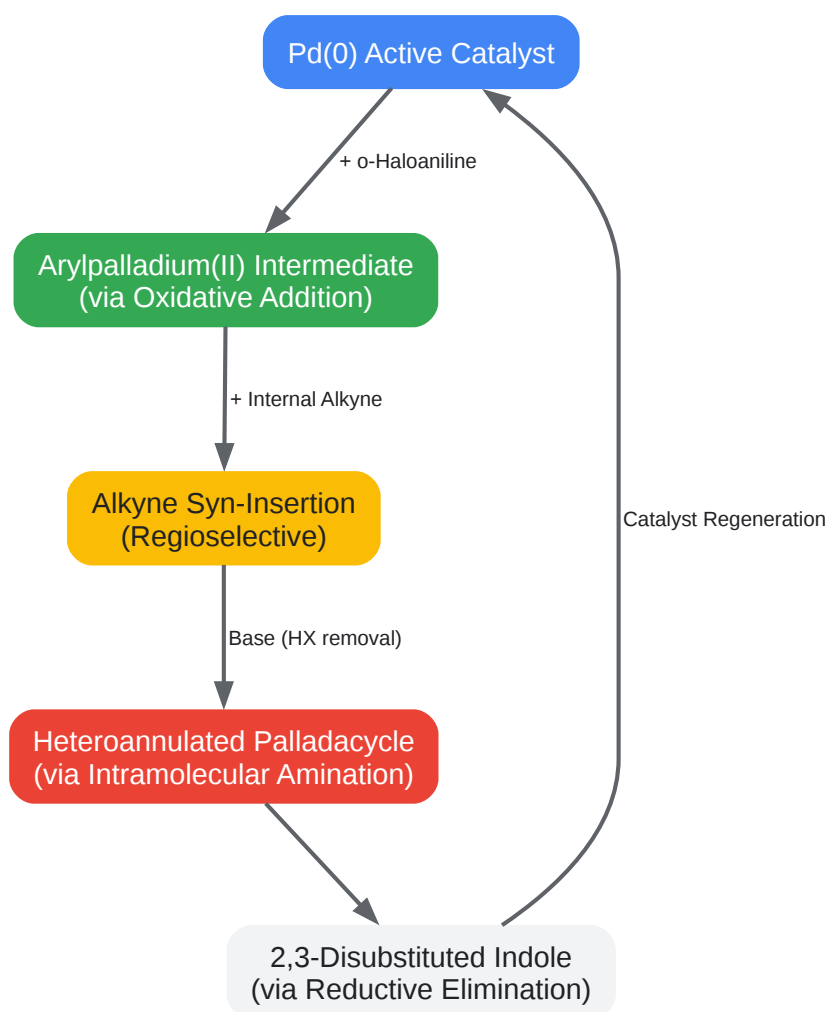 Pd(0) Active Catalyst
+ o-Haloaniline
Arylpalladium(II) Intermediate
(via Oxidative Addition)
+ Internal Alkyne
Alkyne Syn-Insertion
(Regioselective)
Catalyst Regeneration
Base (HX removal)
Heteroannulated Palladacycle
(via Intramolecular Amination)
2,3-Disubstituted Indole
(via Reductive Elimination)